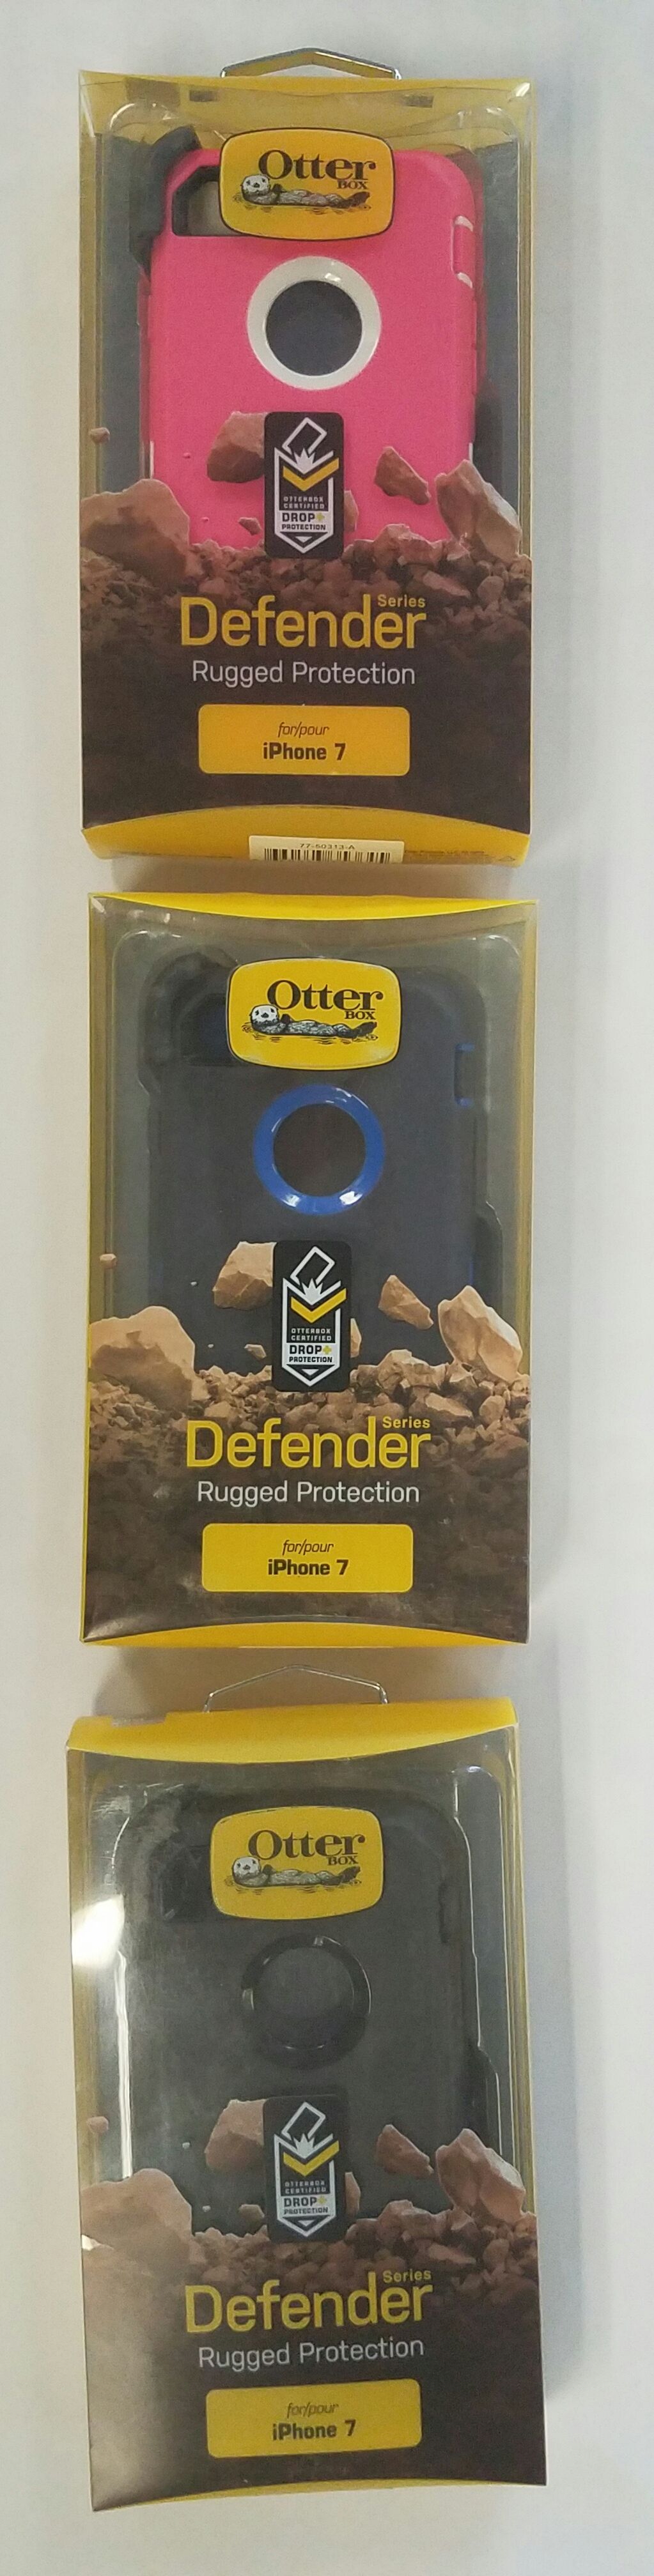 Otter
BOX
OTTERBOX
CERTIFIED
DROP+
PROTECTION
Series
Defender
Rugged Protection
for/pour
iPhone 7
77-60313-A
Otter
BOX
OTTERBOX
CERTIFIED
DROP+
PROTECTION
Series
Defender
Rugged Protection
for/pour
iPhone 7
Otter
BOX
OTTERBOX
CERTIFIED
DROP+
PROTECTION
Series
Defender
Rugged Protection
for/pour
iPhone 7